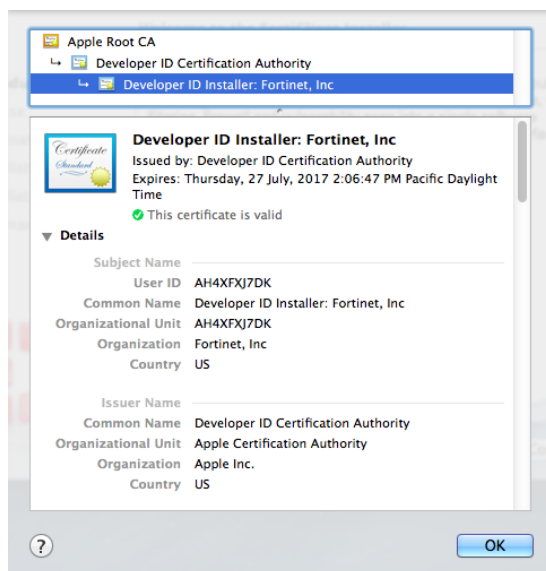 Apple Root CA
Developer ID Certification Authority
Developer ID Installer: Fortinet, Inc
Certificate
Standard
Developer ID Installer: Fortinet, Inc
Issued by: Developer ID Certification Authority
Expires: Thursday, 27 July, 2017 2:06:47 PM Pacific Daylight
Time
This certificate is valid
Details
Subject Name
User ID AH4XFXJ7DK
Common Name Developer ID Installer: Fortinet, Inc
Organizational Unit AH4XFXJ7DK
Organization Fortinet, Inc
Country US
Issuer Name
Common Name Developer ID Certification Authority
Organizational Unit Apple Certification Authority
Organization Apple Inc.
Country US
?
OK